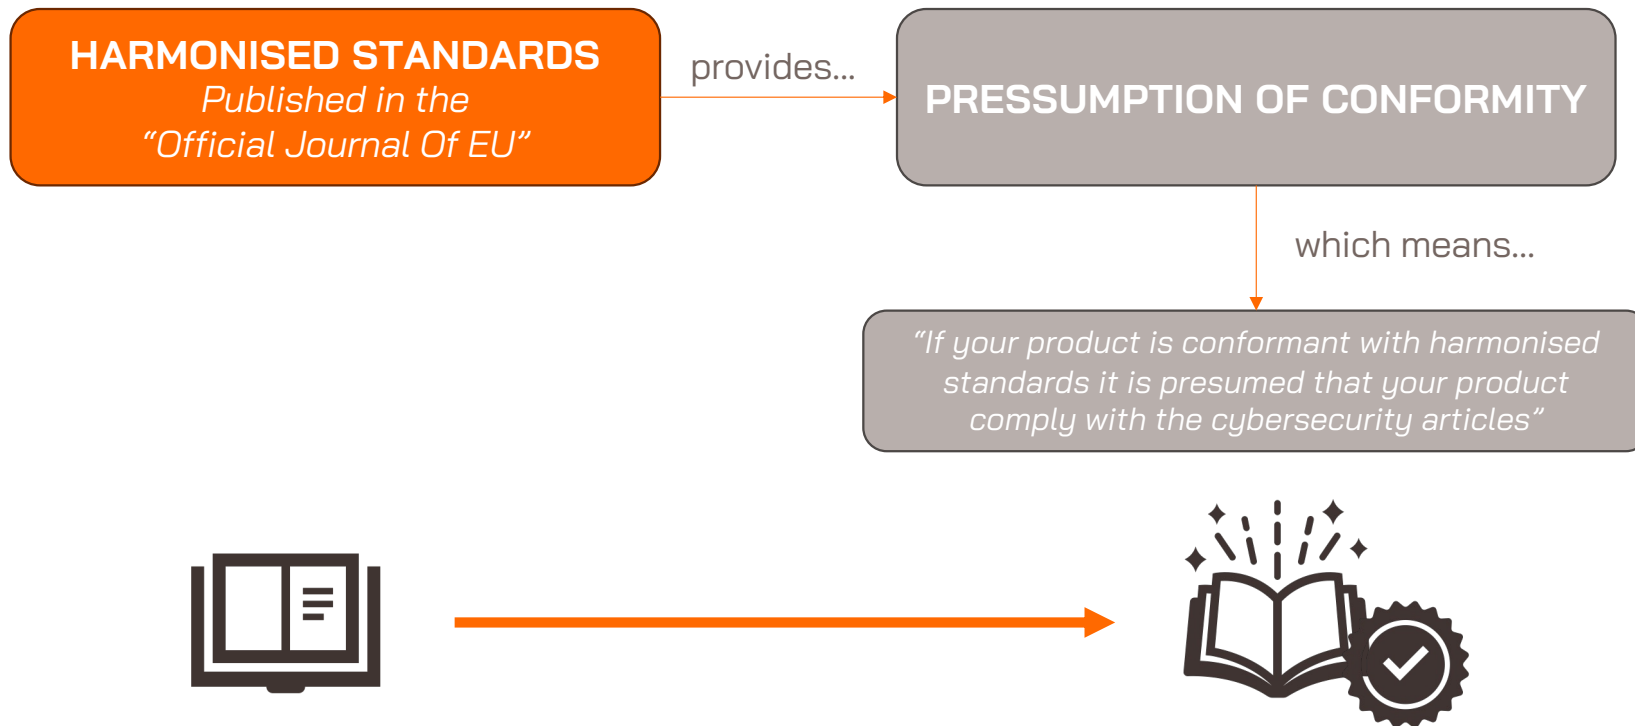 HARMONISED STANDARDS
Published in the
“Official Journal Of EU”
provides...
PRESSUMPTION OF CONFORMITY
which means...
“If your product is conformant with harmonised
standards it is presumed that your product
comply with the cybersecurity articles”